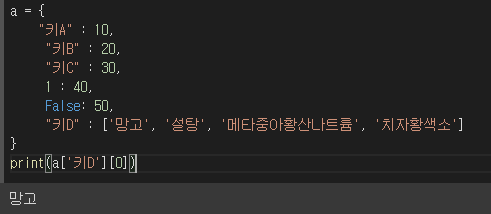 a = {
"키A" : 10,
"키B" : 20,
"키C" : 30,
1 : 40,
False: 50,
"키D" : ['망고', '설탕', '메타중아황산나트륨', '치자황색소']
}
print(a['키D'][0])
망고